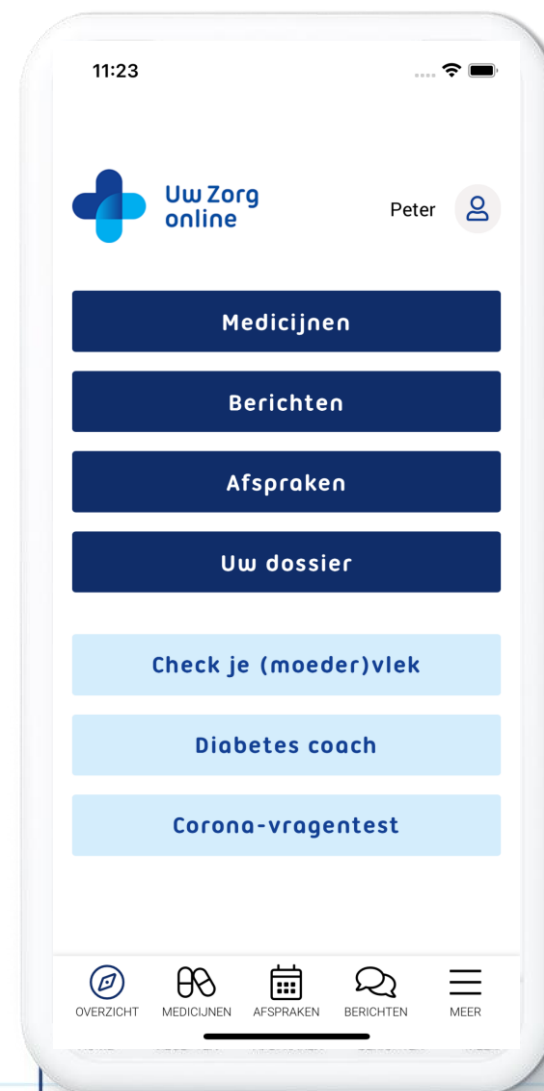 11:23
Uw Zorg
online
Peter
Medicijnen
Berichten
Afspraken
Uw dossier
Check je (moeder)vlek
Diabetes coach
Corona-vragentest
OVERZICHT MEDICIJNEN AFSPRAKEN BERICHTEN MEER